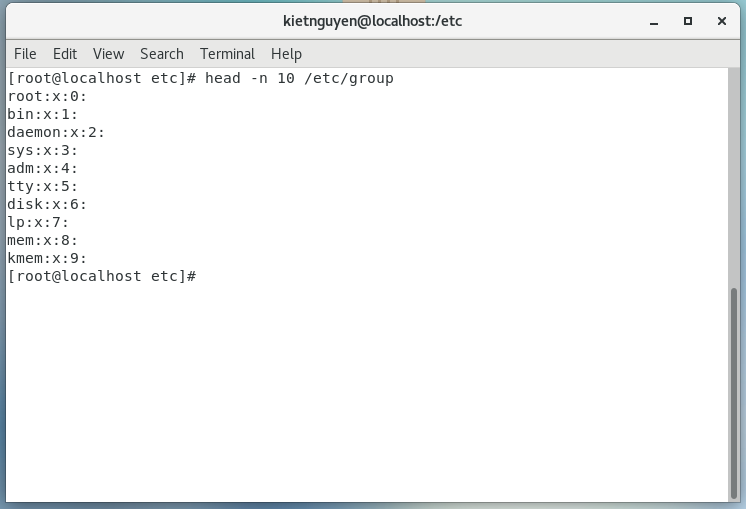 kietnguyen@localhost:/etc
File Edit View Search Terminal Help
[root@localhost etc]# head -n 10 /etc/group
root:x:0:
bin:x:1:
daemon:x:2:
sys:x:3:
adm:x:4:
tty:x:5:
disk:x:6:
lp:x:7:
mem:x:8:
kmem:x:9:
[root@localhost etc]#